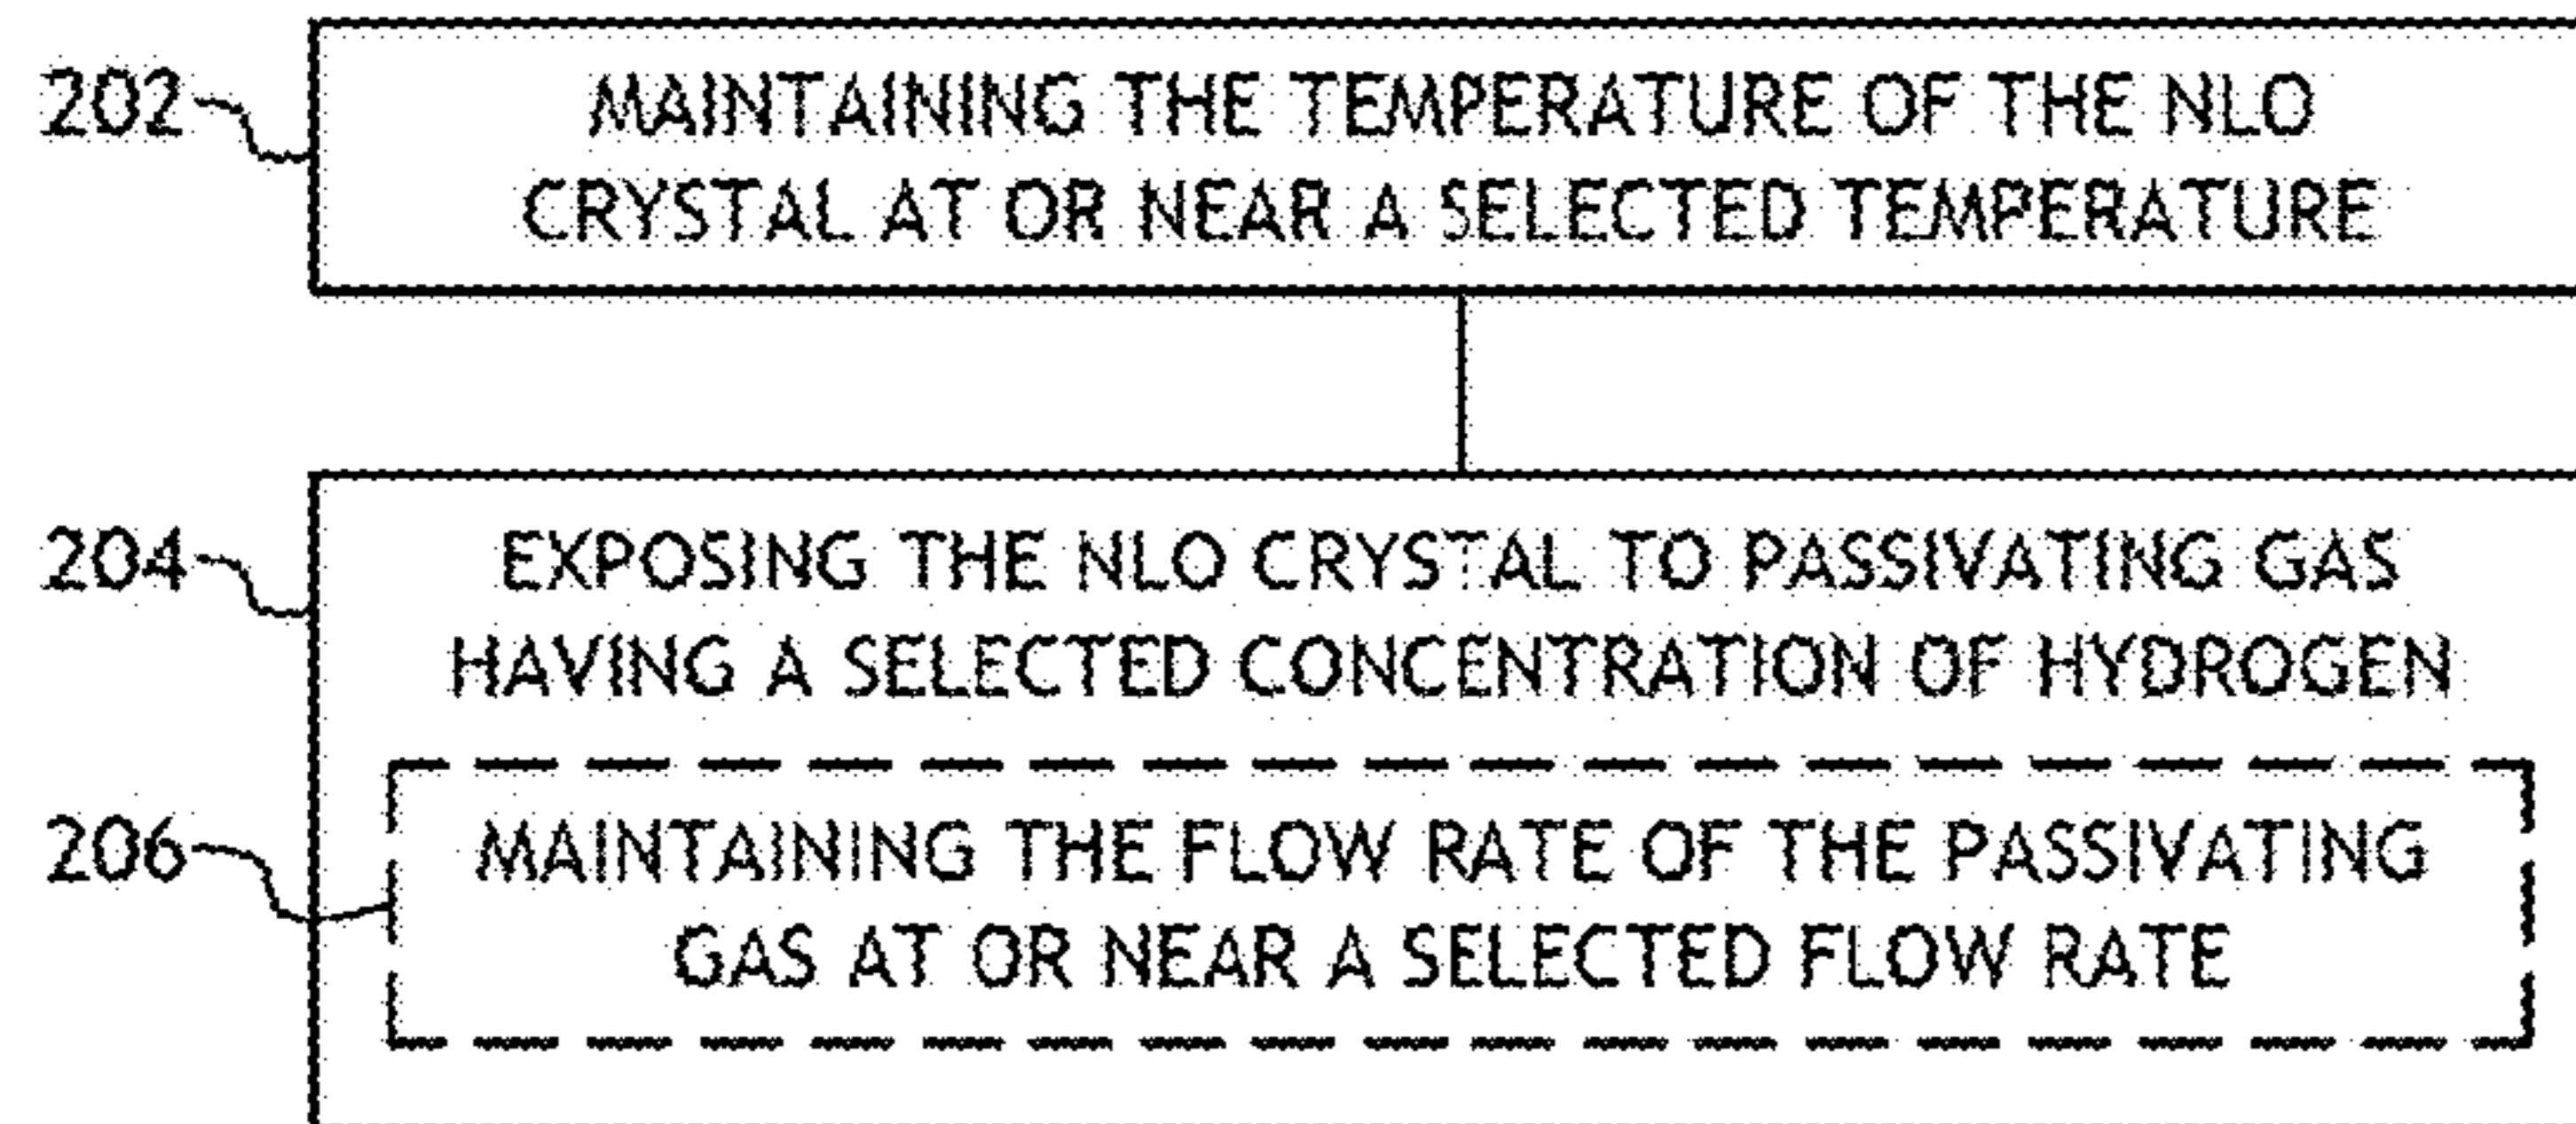 202
MAINTAINING THE TEMPERATURE OF THE NLO
CRYSTAL AT OR NEAR A SELECTED TEMPERATURE
204
EXPOSING THE NLO CRYSTAL TO PASSIVATING GAS
HAVING A SELECTED CONCENTRATION OF HYDROGEN
206
MAINTAINING THE FLOW RATE OF THE PASSIVATING
GAS AT OR NEAR A SELECTED FLOW RATE